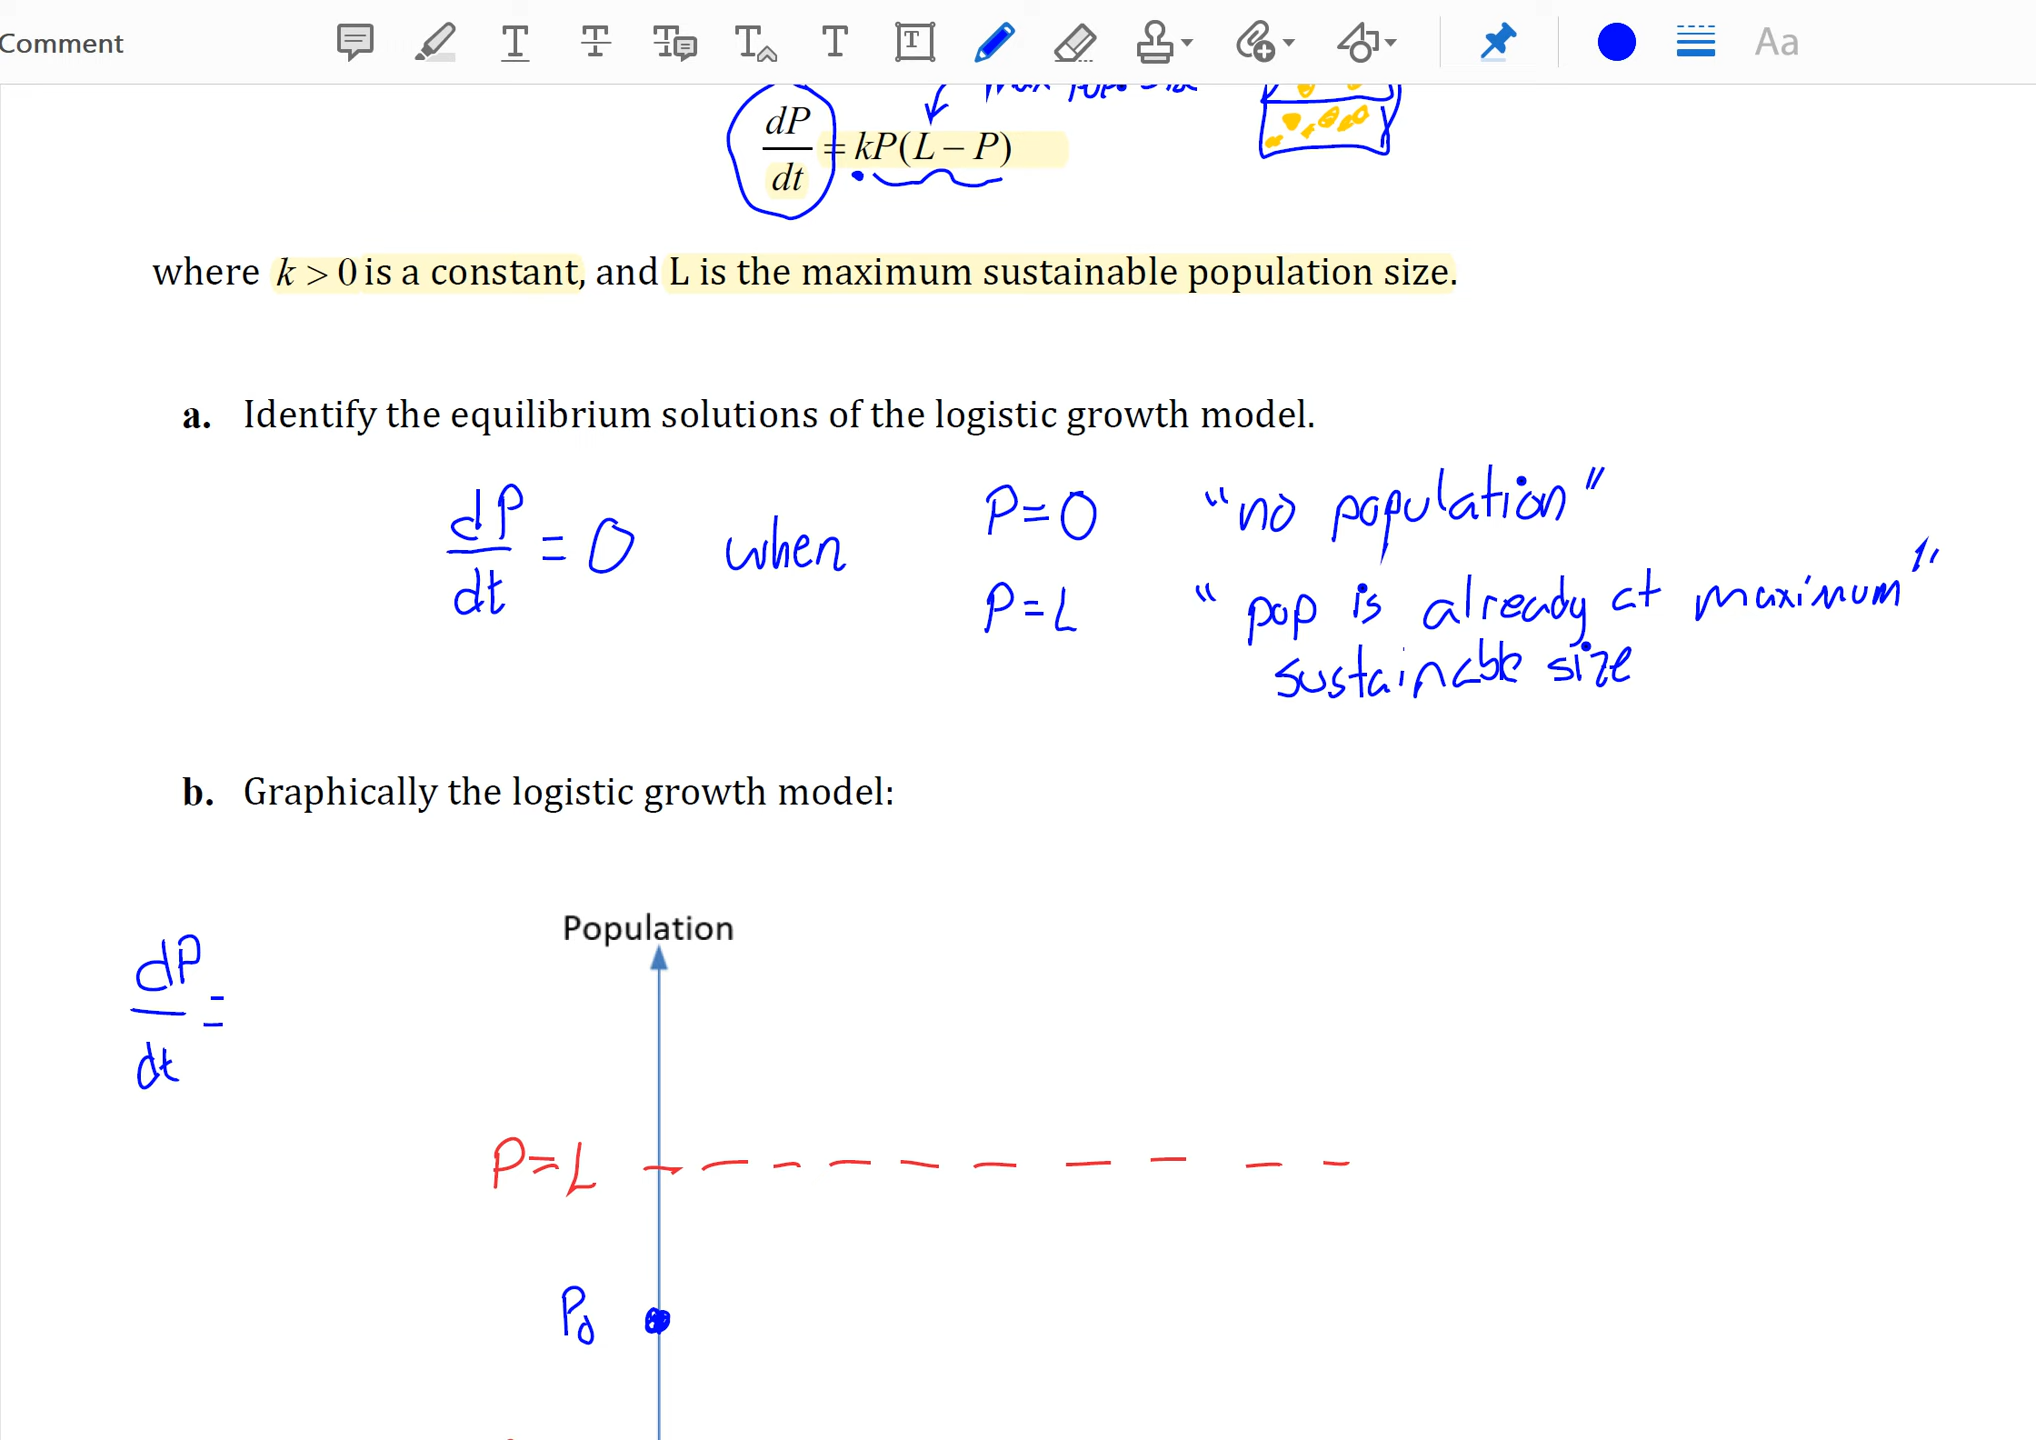 Comment
Aa
dP/dt = kP(L − P)
where k > 0 is a constant, and L is the maximum sustainable population size.
a. Identify the equilibrium solutions of the logistic growth model.
dP/dt = 0 when
P=0 "no population"
P=L "pop is already at maximum"
sustainable size
b. Graphically the logistic growth model:
Population
dP/dt =
P=L
P0